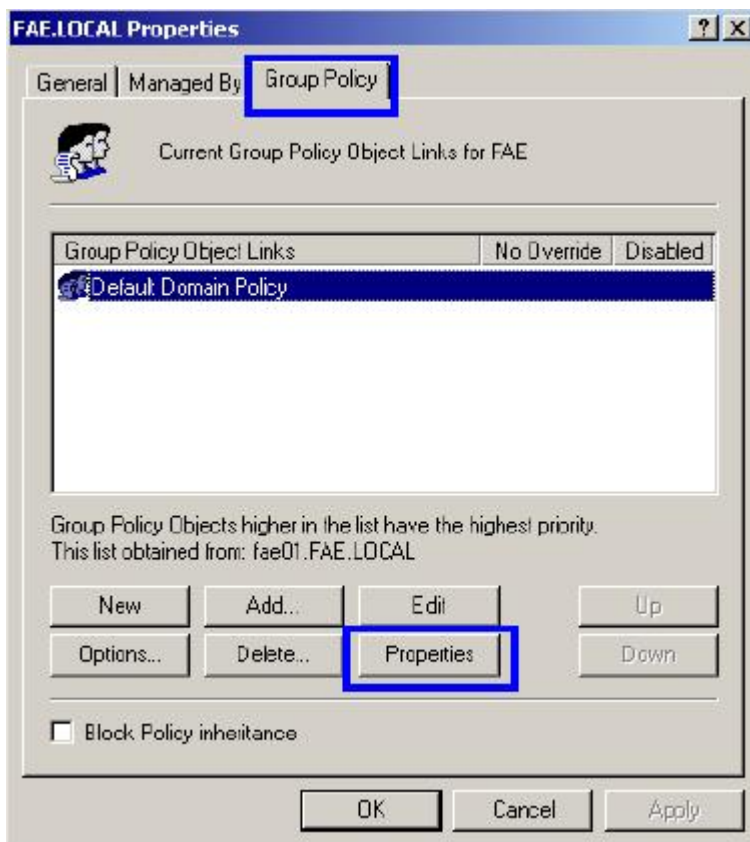 FAE.LOCAL Properties
General Managed By Group Policy
Current Group Policy Object Links for FAE
Group Policy Object Links No Override Disabled
Default Domain Policy
Group Policy Objects higher in the list have the highest priority.
This list obtained from: fae01.FAE.LOCAL
New Add... Edit Up
Options... Delete... Properties Down
Block Policy inheritance
OK Cancel Apply